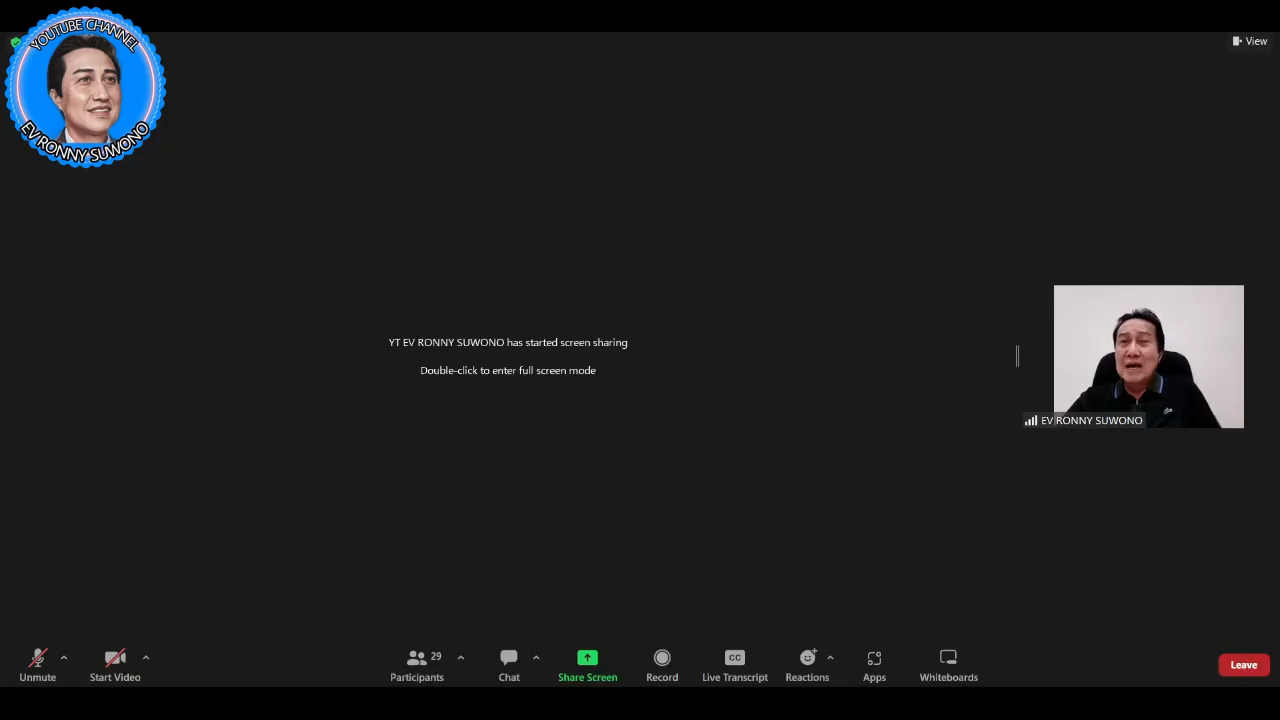 YOUTUBE CHANNEL
EV RONNY SUWONO
View
YT EV RONNY SUWONO has started screen sharing
Double-click to enter full screen mode
EV RONNY SUWONO
29
CC
Unmute
Start Video
Participants
Chat
Share Screen
Record
Live Transcript
Reactions
Apps
Whiteboards
Leave